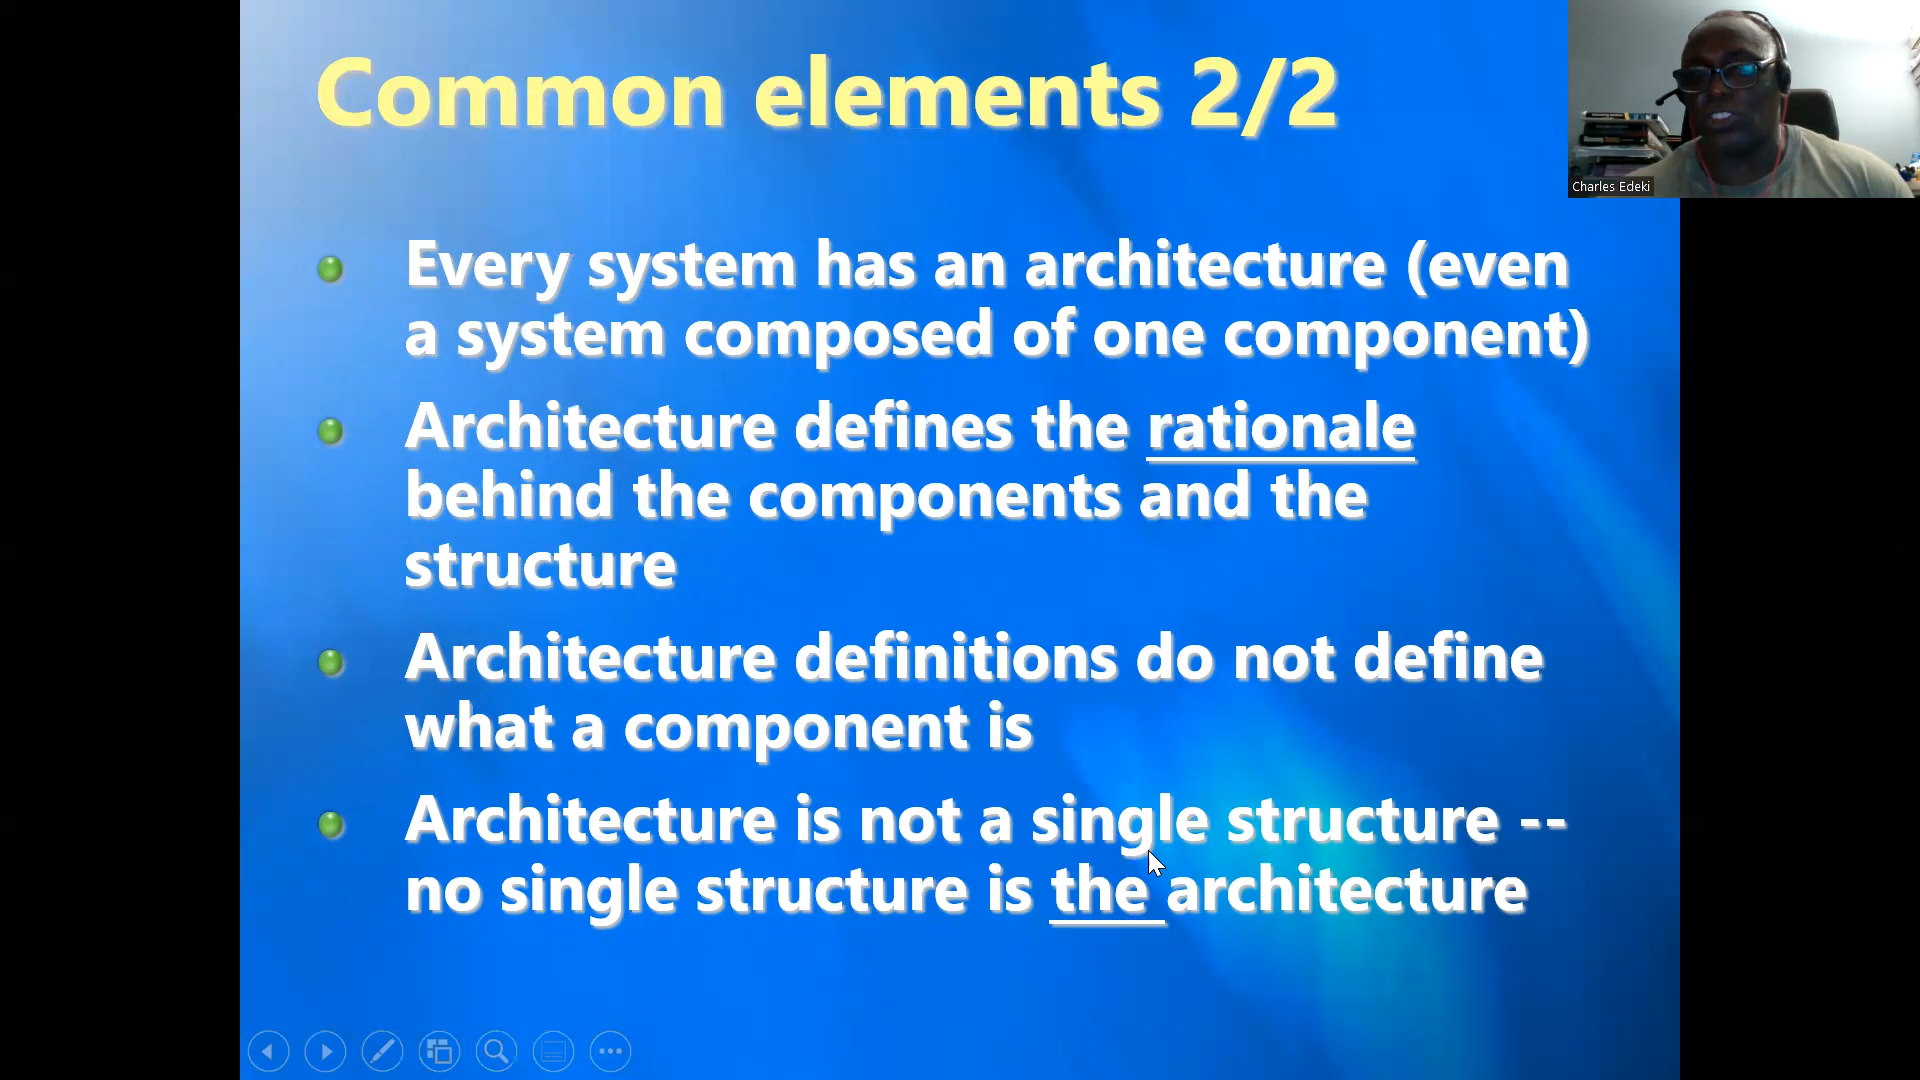 Common elements 2/2
Charles Edeki
Every system has an architecture (even
a system composed of one component)
Architecture defines the rationale
behind the components and the
structure
Architecture definitions do not define
what a component is
Architecture is not a single structure --
no single structure is the architecture